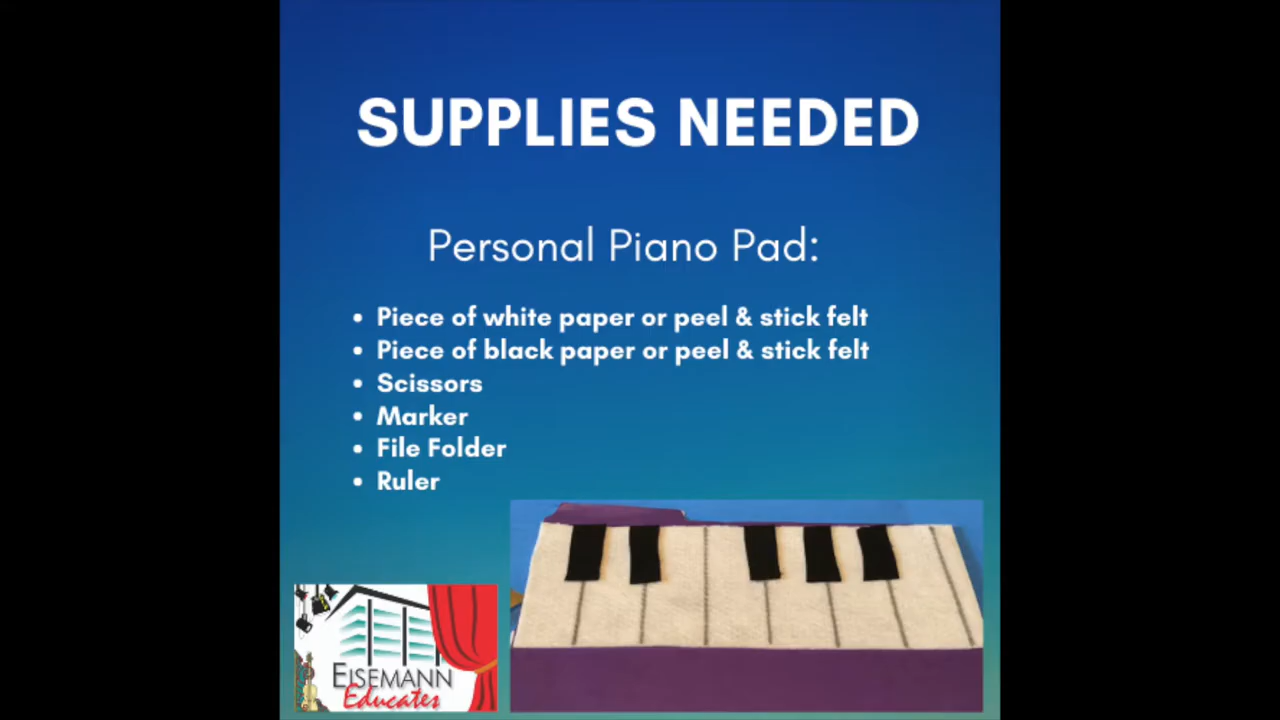 SUPPLIES NEEDED
Personal Piano Pad:
• Piece of white paper or peel & stick felt
• Piece of black paper or peel & stick felt
• Scissors
• Marker
• File Folder
• Ruler
EISEMANN
Educates